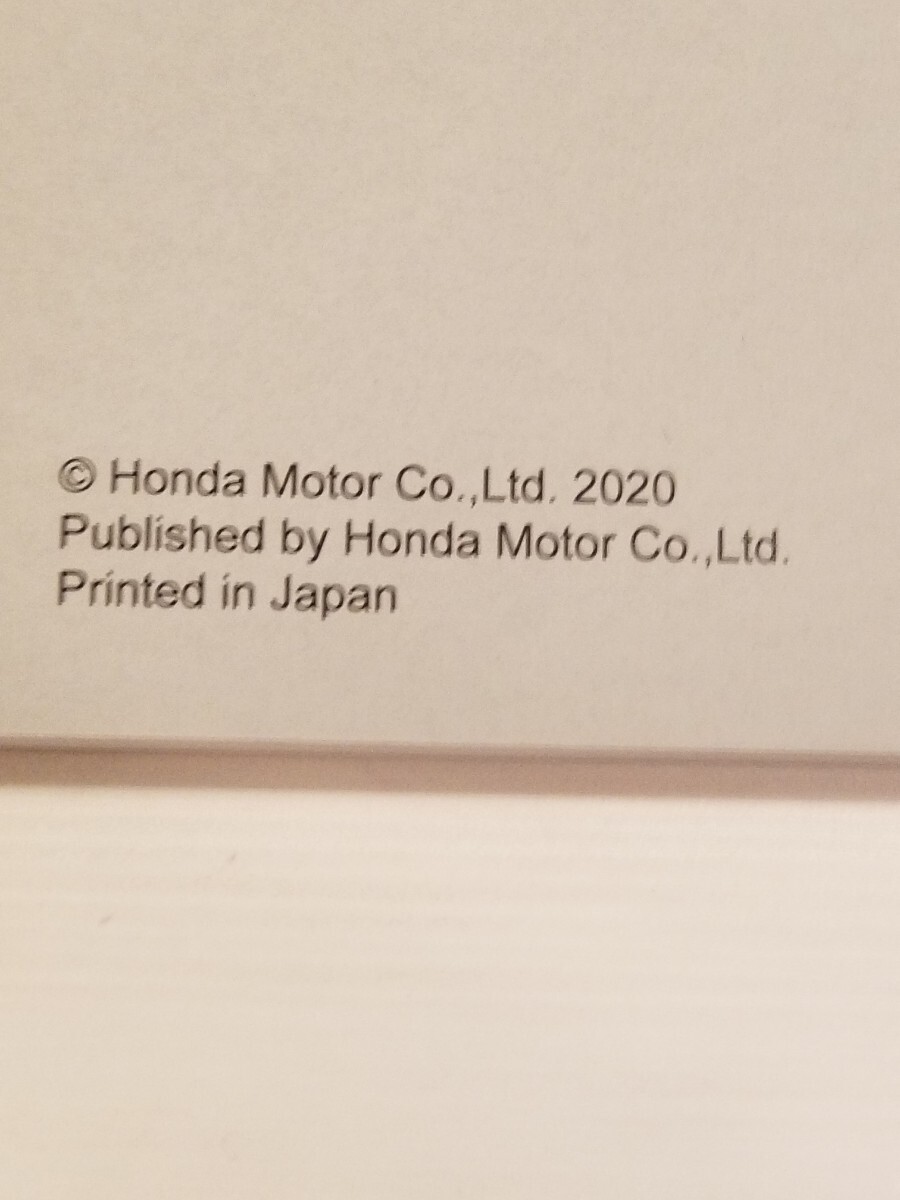 © Honda Motor Co.,Ltd. 2020
Published by Honda Motor Co.,Ltd.
Printed in Japan